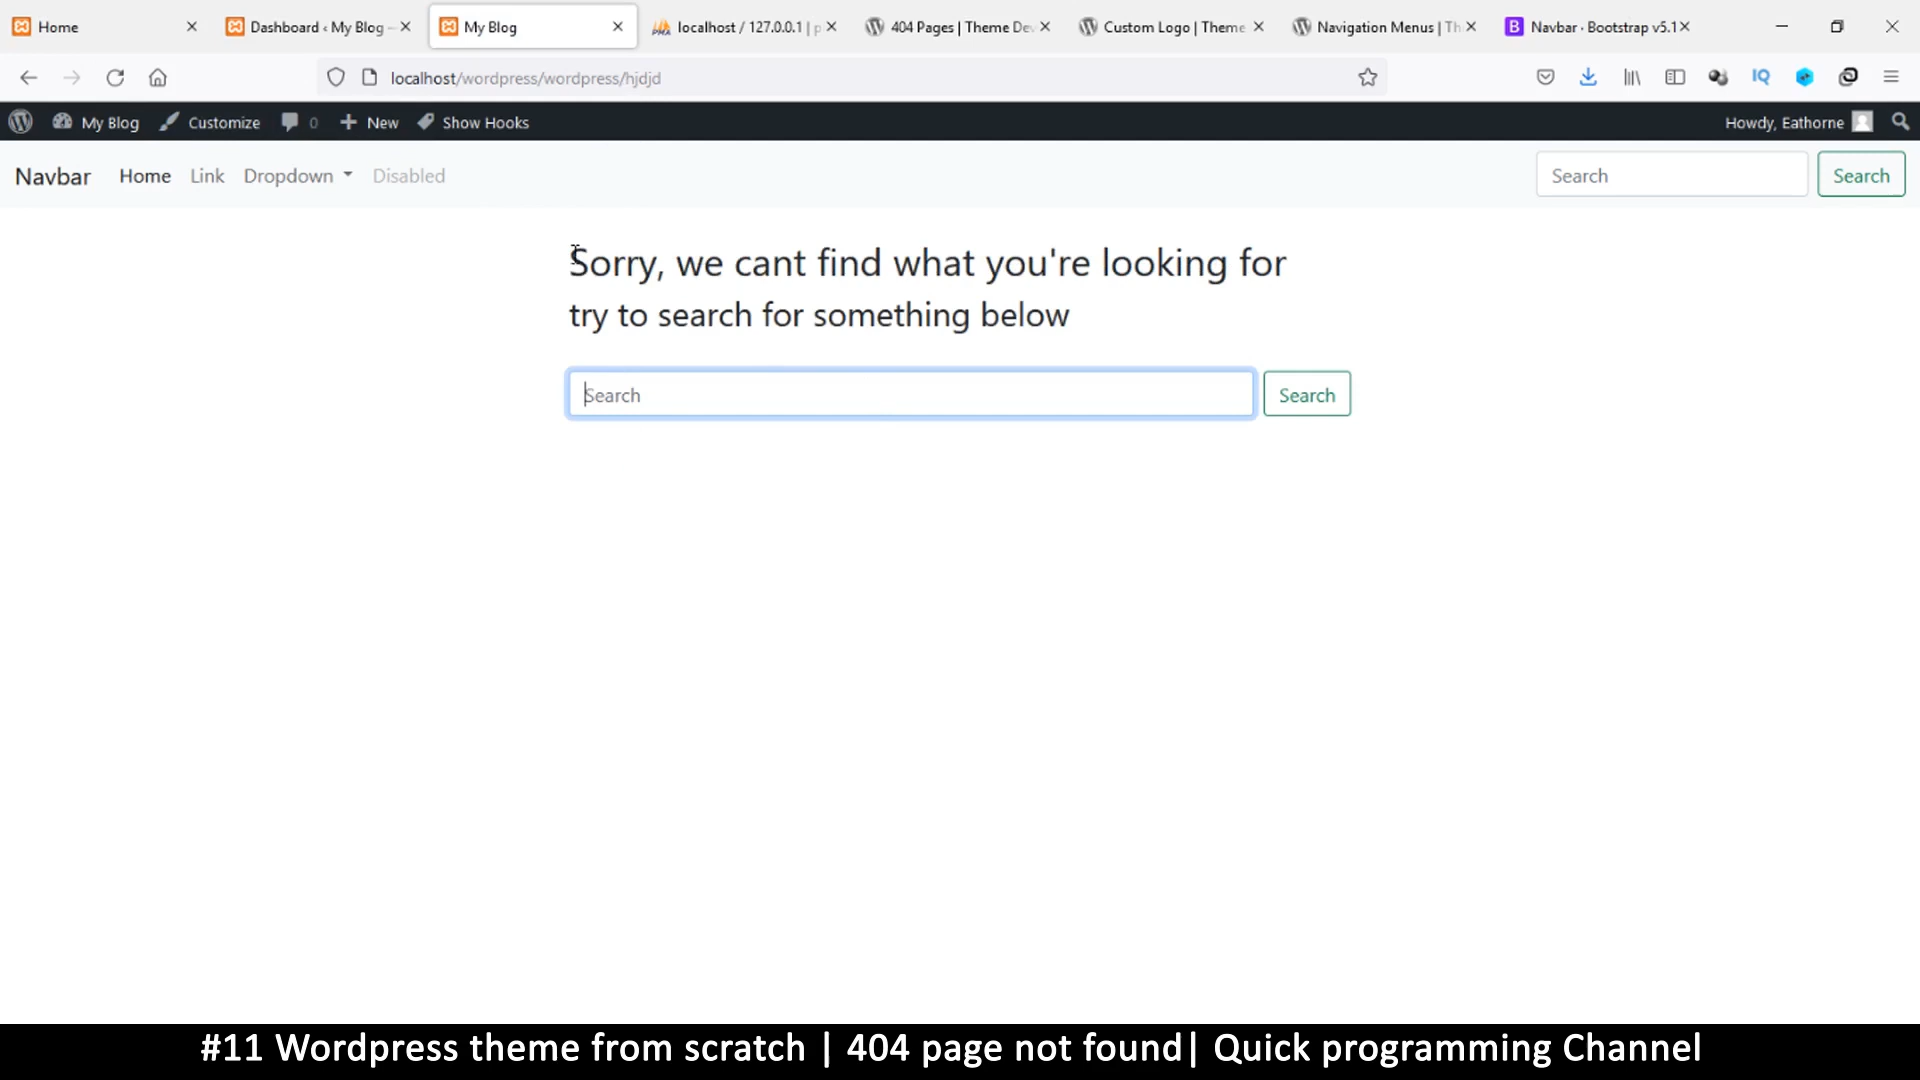 Home
Dashboard ‹ My Blog –
My Blog
localhost / 127.0.0.1 | p
404 Pages | Theme De
Custom Logo | Theme
Navigation Menus | Th
B Navbar · Bootstrap v5.1
localhost/wordpress/wordpress/hjdjd
IQ
My Blog Customize 0 New Show Hooks
Howdy, Eathorne
Navbar Home Link Dropdown Disabled
Search Search
Sorry, we cant find what you're looking for
try to search for something below
Search Search
#11 Wordpress theme from scratch | 404 page not found| Quick programming Channel